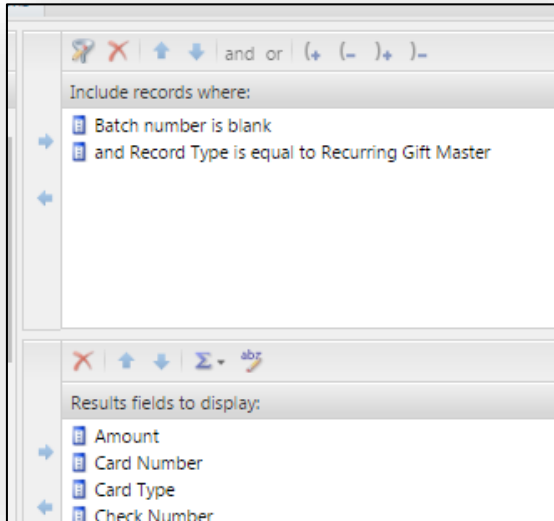 and or (+ (- )+ )-
Include records where:
Batch number is blank
and Record Type is equal to Recurring Gift Master
Σ abz
Results fields to display:
Amount
Card Number
Card Type
Check Number